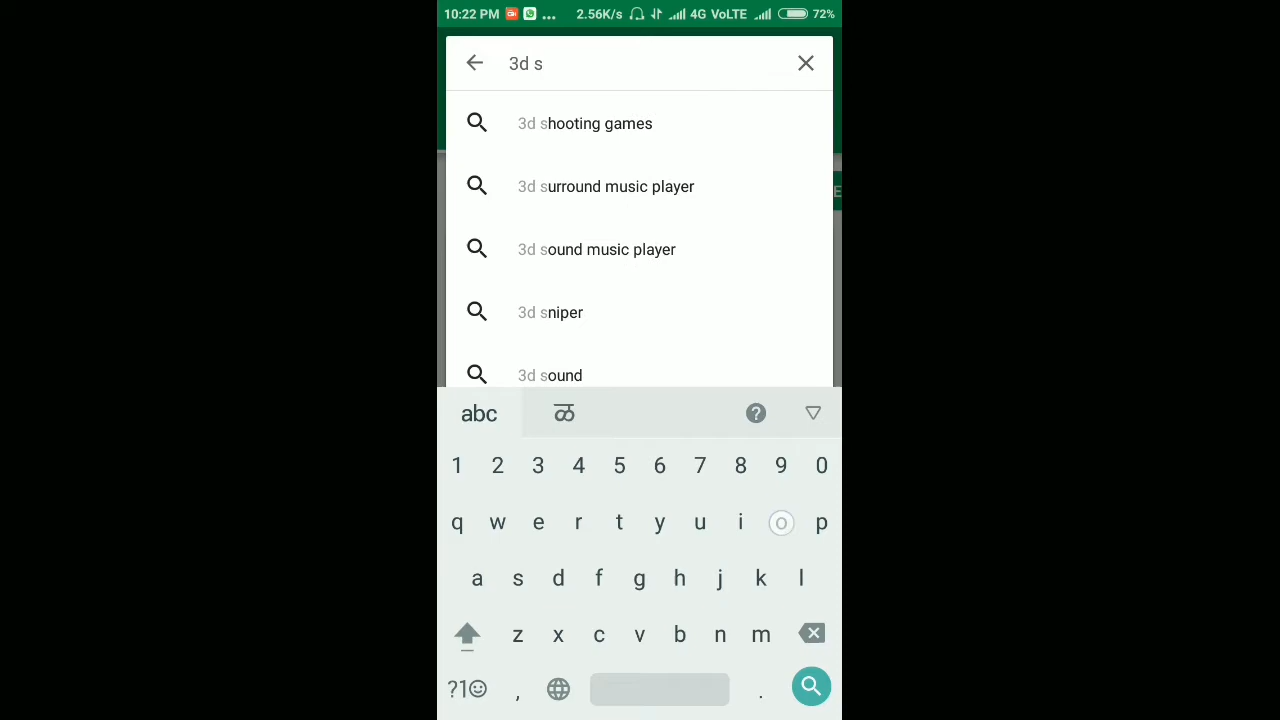 10:22 PM ... 2.56K/s 4G VoLTE 72%
3d s
3d shooting games
3d surround music player
3d sound music player
3d sniper
3d sound
E
abc
?
1 2 3 4 5 6 7 8 9 0
q w e r t y u i o p
a s d f g h j k l
z x c v b n m
?1☺ , .